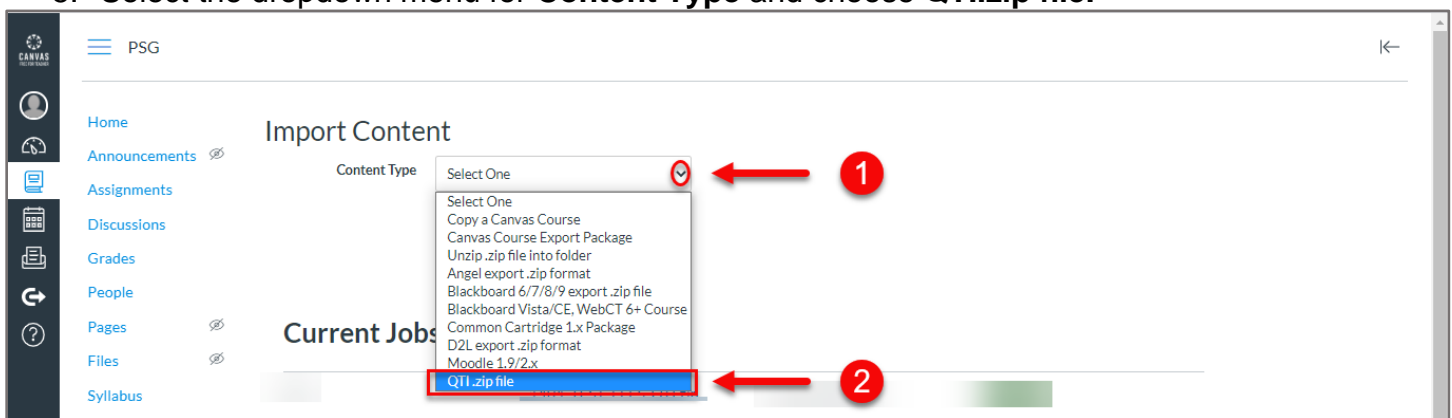 Select the dropdown menu for Content Type and choose QTI.zip file.
CANVAS
PSG
Home
Import Content
Announcements
Content Type
Select One
1
Assignments
Select One
Copy a Canvas Course
Discussions
Canvas Course Export Package
Unzip .zip file into folder
Grades
Angel export .zip format
Blackboard 6/7/8/9 export .zip file
People
Blackboard Vista/CE, WebCT 6+ Course
Pages
Current Jobs
Common Cartridge 1.x Package
D2L export .zip format
Files
Moodle 1.9/2.x
QTI .zip file
2
Syllabus